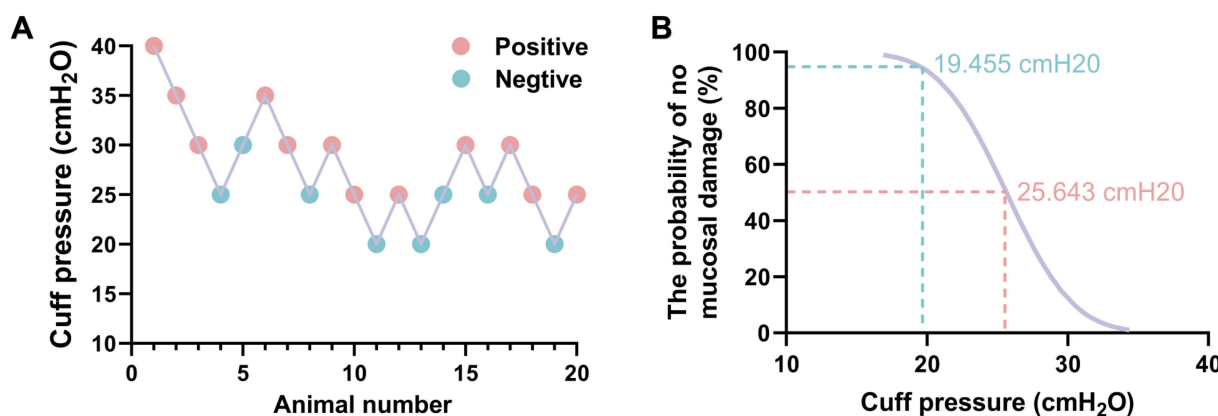 A
Cuff pressure (cmH₂O)
40
35
30
25
20
15
10
0
5
10
15
20
Animal number
Positive
Negtive
B
The probability of no
mucosal damage (%)
100
80
60
40
20
0
10
20
30
40
Cuff pressure (cmH₂O)
19.455 cmH20
25.643 cmH20